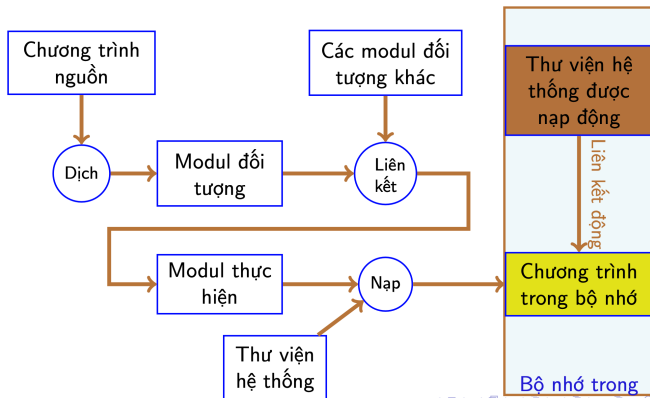 Chương trình
nguồn
Các modul đối
tượng khác
Thư viện hệ
thống được
nạp động
Dịch
Modul đối
tượng
Liên
kết
Liên kết động
Modul thực
hiện
Nạp
Chương trình
trong bộ nhớ
Thư viện
hệ thống
Bộ nhớ trong